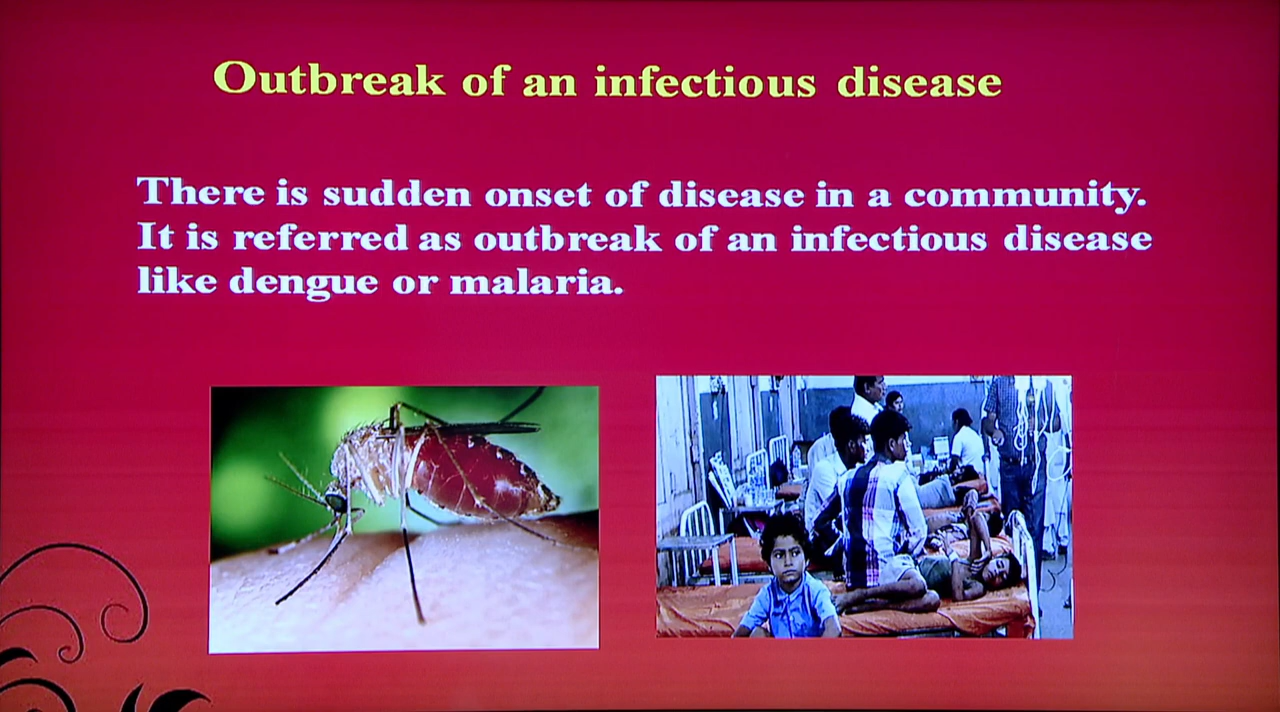 Outbreak of an infectious disease
There is sudden onset of disease in a community.
It is referred as outbreak of an infectious disease
like dengue or malaria.